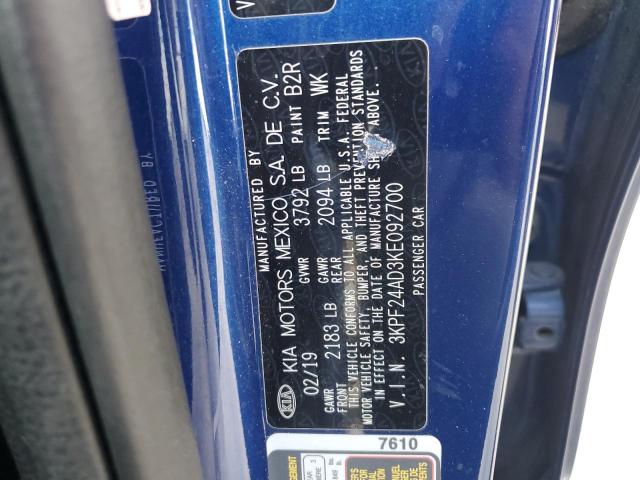 MANUFACTURED BY
KIA KIA MOTORS MEXICO, S.A. DE C.V.
02/19 GVWR 3792 LB PAINT B2R
GAWR FRONT 2183 LB GAWR REAR 2094 LB TRIM WK
THIS VEHICLE CONFORMS TO ALL APPLICABLE U.S.A. FEDERAL
MOTOR VEHICLE SAFETY, BUMPER, AND THEFT PREVENTION STANDARDS
IN EFFECT ON THE DATE OF MANUFACTURE SH ABOVE.
V.I.N. 3KPF24AD3KE092700
PASSENGER CAR
7610